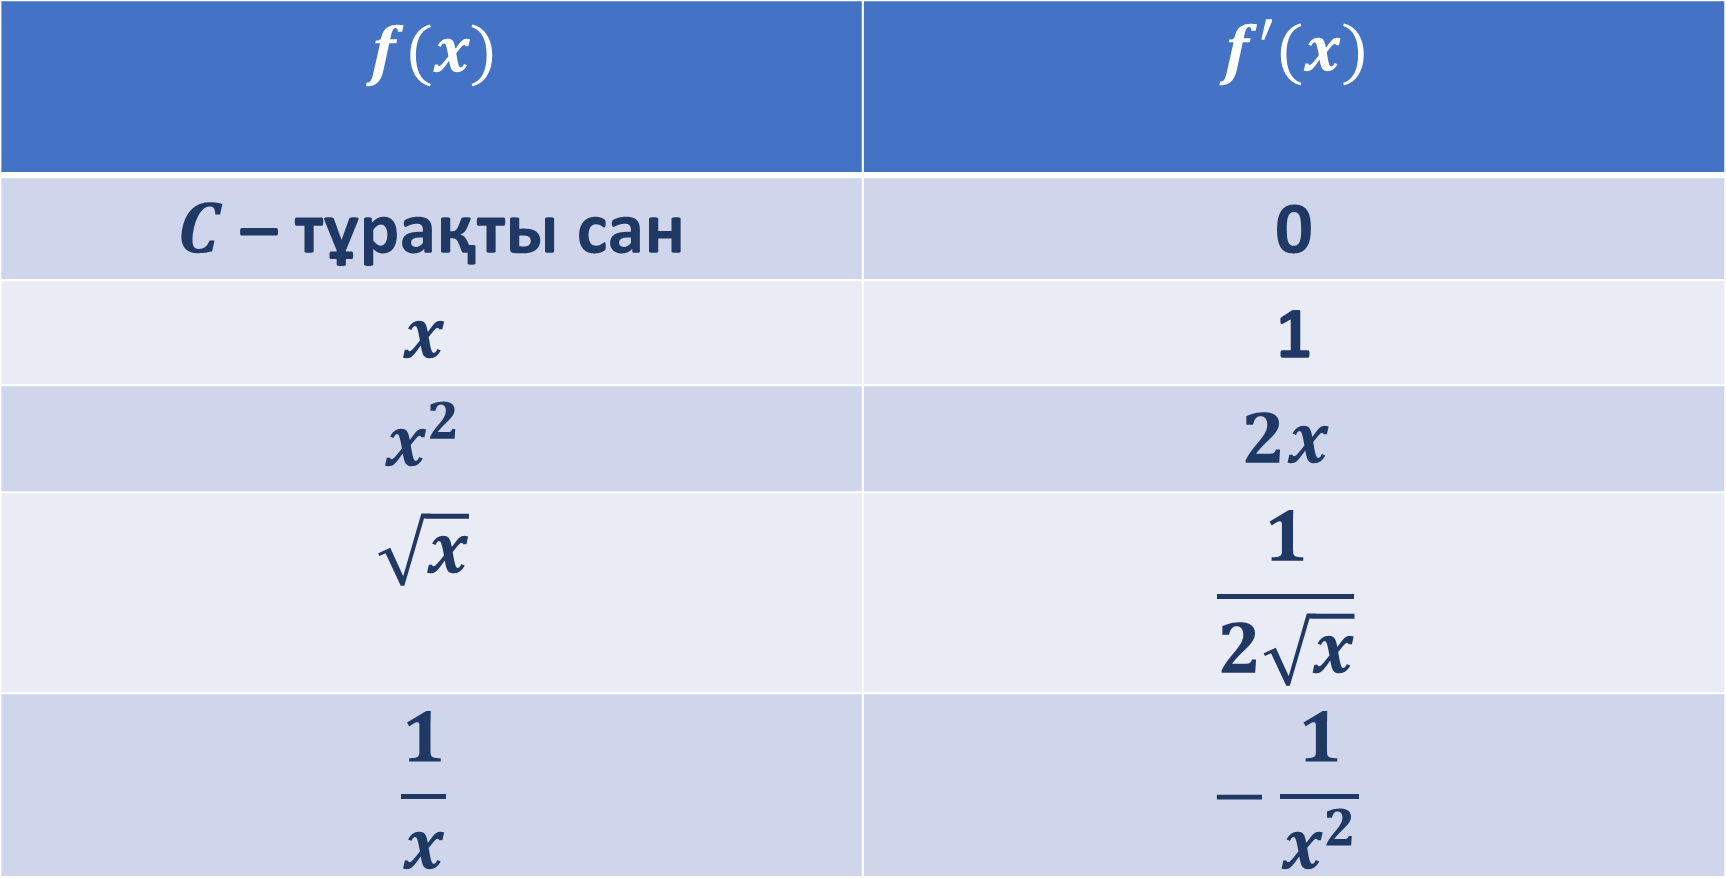 f(x) f′(x)
C – тұрақты сан 0
x 1
x² 2x
√x 1/(2√x)
1/x −1/x²